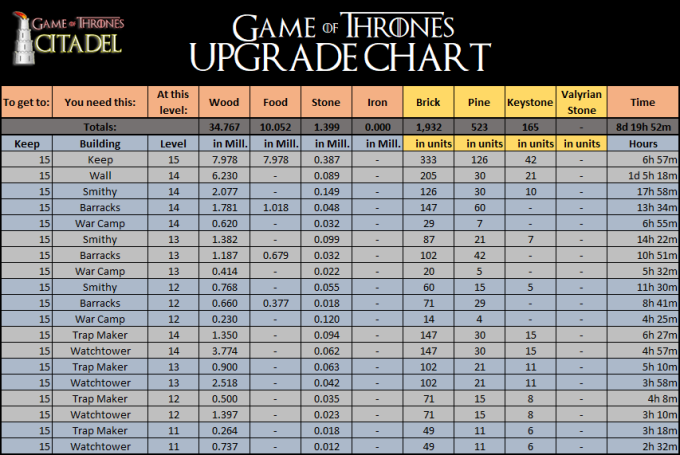 GAME OF THRONES
CITADEL
GAME OF THRONES
UPGRADE CHART
To get to: You need this: At this level: Wood Food Stone Iron Brick Pine Keystone Valyrian Stone Time
Totals: 34.767 10.052 1.399 0.000 1,932 523 165 - 8d 19h 52m
Keep Building Level in Mill. in Mill. in Mill. in Mill. in units in units in units in units Hours
15 Keep 15 7.978 7.978 0.387 - 333 126 42 - 6h 57m
15 Wall 14 6.230 - 0.089 - 205 30 21 - 1d 5h 18m
15 Smithy 14 2.077 - 0.149 - 126 30 10 - 17h 58m
15 Barracks 14 1.781 1.018 0.048 - 147 60 - - 13h 34m
15 War Camp 14 0.620 - 0.032 - 29 7 - - 6h 55m
15 Smithy 13 1.382 - 0.099 - 87 21 7 - 14h 22m
15 Barracks 13 1.187 0.679 0.032 - 102 42 - - 10h 51m
15 War Camp 13 0.414 - 0.022 - 20 5 - - 5h 32m
15 Smithy 12 0.768 - 0.055 - 60 15 5 - 11h 30m
15 Barracks 12 0.660 0.377 0.018 - 71 29 - - 8h 41m
15 War Camp 12 0.230 - 0.120 - 14 4 - - 4h 25m
15 Trap Maker 14 1.350 - 0.094 - 147 30 15 - 6h 27m
15 Watchtower 14 3.774 - 0.062 - 147 30 15 - 4h 57m
15 Trap Maker 13 0.900 - 0.063 - 102 21 11 - 5h 10m
15 Watchtower 13 2.518 - 0.042 - 102 21 11 - 3h 58m
15 Trap Maker 12 0.500 - 0.035 - 71 15 8 - 4h 8m
15 Watchtower 12 1.397 - 0.023 - 71 15 8 - 3h 10m
15 Trap Maker 11 0.264 - 0.018 - 49 11 6 - 3h 18m
15 Watchtower 11 0.737 - 0.012 - 49 11 6 - 2h 32m